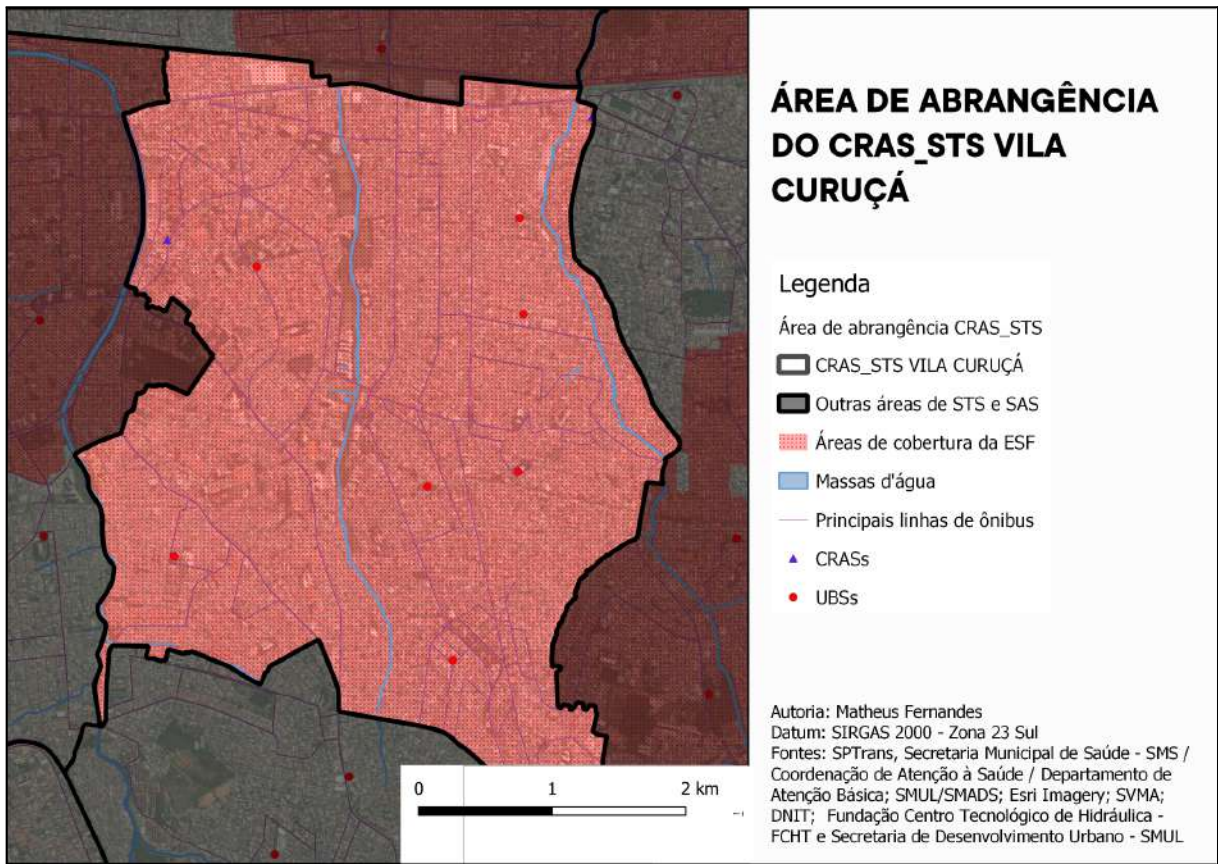 ÁREA DE ABRANGÊNCIA
DO CRAS_STS VILA
CURUÇÁ
Legenda
Área de abrangência CRAS_STS
CRAS_STS VILA CURUÇÁ
Outras áreas de STS e SAS
Áreas de cobertura da ESF
Massas d'água
Principais linhas de ônibus
CRASs
UBSs
Autoria: Matheus Fernandes
Datum: SIRGAS 2000 - Zona 23 Sul
Fontes: SPTrans, Secretaria Municipal de Saúde - SMS /
Coordenação de Atenção à Saúde / Departamento de
Atenção Básica; SMUL/SMADS; Esri Imagery; SVMA;
DNIT; Fundação Centro Tecnológico de Hidráulica -
FCHT e Secretaria de Desenvolvimento Urbano - SMUL
0 1 2 km